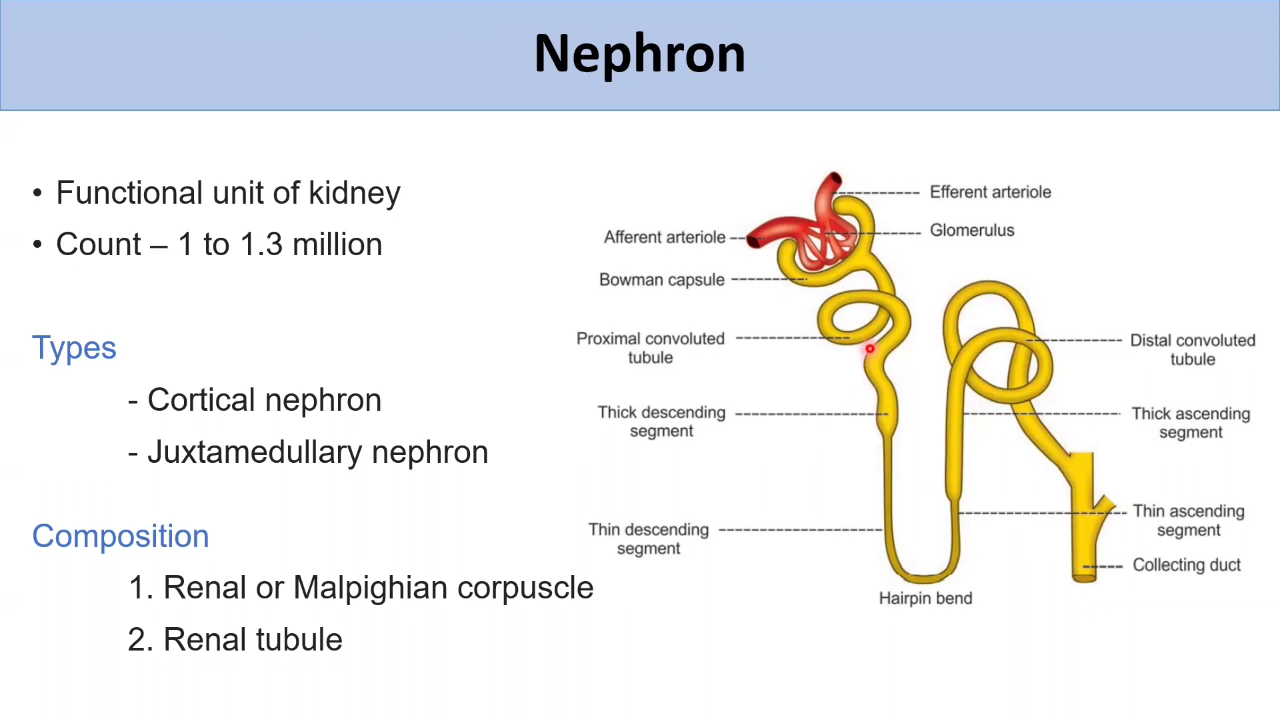 Nephron
• Functional unit of kidney
• Count – 1 to 1.3 million
Types
- Cortical nephron
- Juxtamedullary nephron
Composition
1. Renal or Malpighian corpuscle
2. Renal tubule
Efferent arteriole
Glomerulus
Afferent arteriole
Bowman capsule
Proximal convoluted
tubule
Thick descending
segment
Thin descending
segment
Hairpin bend
Distal convoluted
tubule
Thick ascending
segment
Thin ascending
segment
Collecting duct